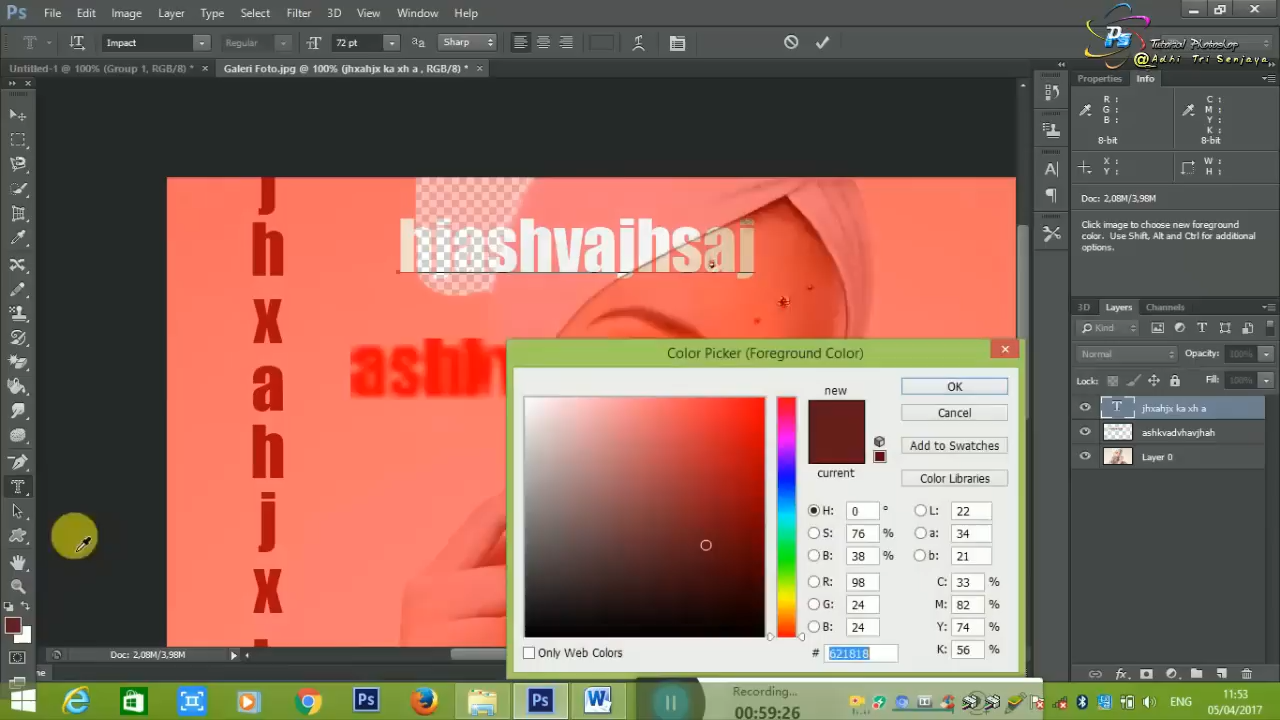 Ps File Edit Image Layer Type Select Filter 3D View Window Help
Impact Regular 72 pt aa Sharp
Ps Tutorial Photoshop
@Adhi Tri Senjaya
Untitled-1 @ 100% (Group 1, RGB/8) * × Galeri Foto.jpg @ 100% (jhxahjx ka xh a , RGB/8) * ×
Properties Info
R : C :
G : M :
B : Y :
K :
8-bit 8-bit
X : W :
Y : H :
Doc: 2,08M/3,98M
Click image to choose new foreground
color. Use Shift, Alt and Ctrl for additional
options.
3D Layers Channels
Kind
Normal Opacity: 100%
Lock: Fill: 100%
T jhxahjx ka xh a
ashkvadvhavjhah
Layer 0
j
h
x
a
h
j
x
hjashvajhsaj
ashk
Color Picker (Foreground Color)
new
current
OK
Cancel
Add to Swatches
Color Libraries
H: 0 ° L: 22
S: 76 % a: 34
B: 38 % b: 21
R: 98 C: 33 %
G: 24 M: 82 %
B: 24 Y: 74 %
# 621818 K: 56 %
Only Web Colors
Doc: 2,08M/3,98M
me
Recording...
00:59:26
ENG
11:53
05/04/2017